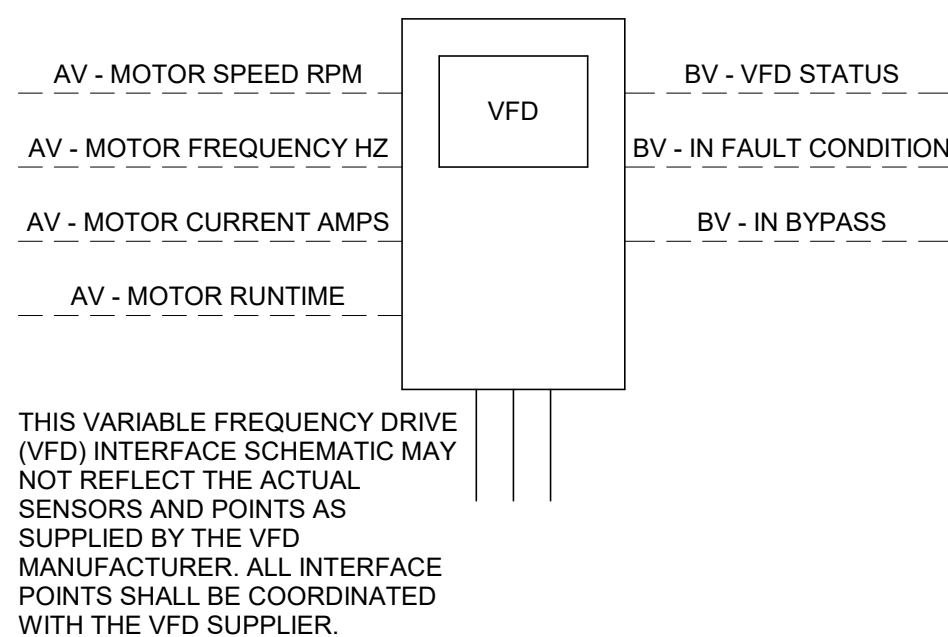 AV - MOTOR SPEED RPM
BV - VFD STATUS
VFD
AV - MOTOR FREQUENCY HZ
BV - IN FAULT CONDITION
AV - MOTOR CURRENT AMPS
BV - IN BYPASS
AV - MOTOR RUNTIME
THIS VARIABLE FREQUENCY DRIVE
(VFD) INTERFACE SCHEMATIC MAY
NOT REFLECT THE ACTUAL
SENSORS AND POINTS AS
SUPPLIED BY THE VFD
MANUFACTURER. ALL INTERFACE
POINTS SHALL BE COORDINATED
WITH THE VFD SUPPLIER.